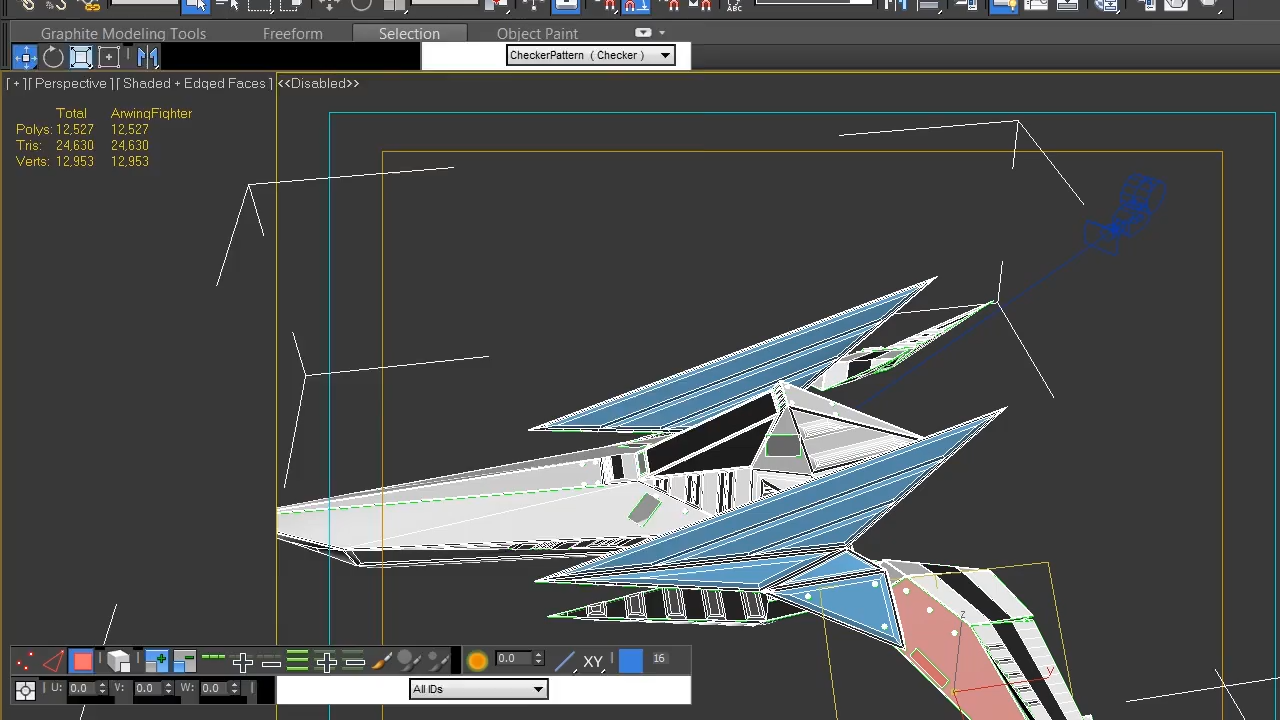 Graphite Modeling Tools Freeform Selection Object Paint
CheckerPattern ( Checker )
[ + ][ Perspective ][ Shaded + Edged Faces ] <<Disabled>>
Total ArwingFighter
Polys: 12,527 12,527
Tris: 24,630 24,630
Verts: 12,953 12,953
z
y
0.0 XY 16
U: 0.0 V: 0.0 W: 0.0 All IDs